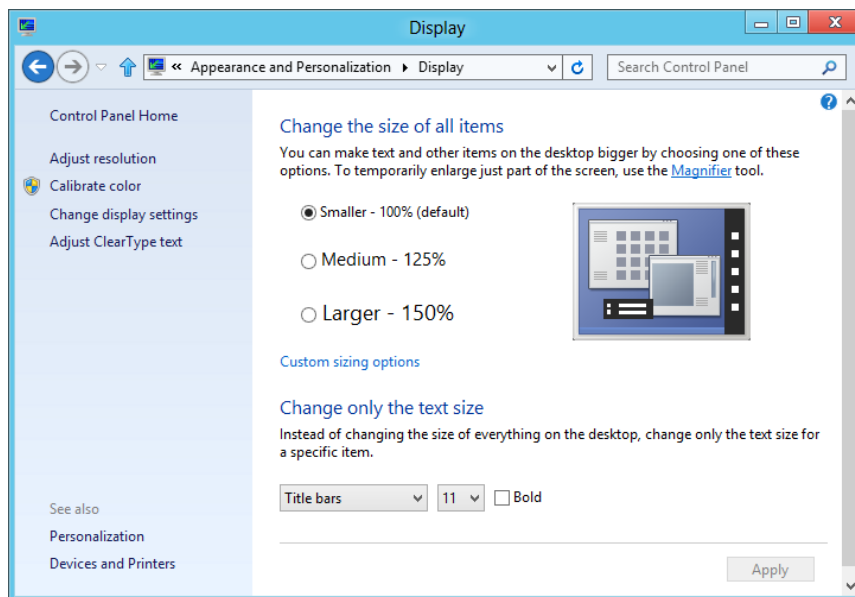 Display
« Appearance and Personalization Display
Search Control Panel
Control Panel Home
Adjust resolution
Calibrate color
Change display settings
Adjust ClearType text
See also
Personalization
Devices and Printers
Change the size of all items
You can make text and other items on the desktop bigger by choosing one of these
options. To temporarily enlarge just part of the screen, use the Magnifier tool.
Smaller - 100% (default)
Medium - 125%
Larger - 150%
Custom sizing options
Change only the text size
Instead of changing the size of everything on the desktop, change only the text size for
a specific item.
Title bars 11 Bold
Apply